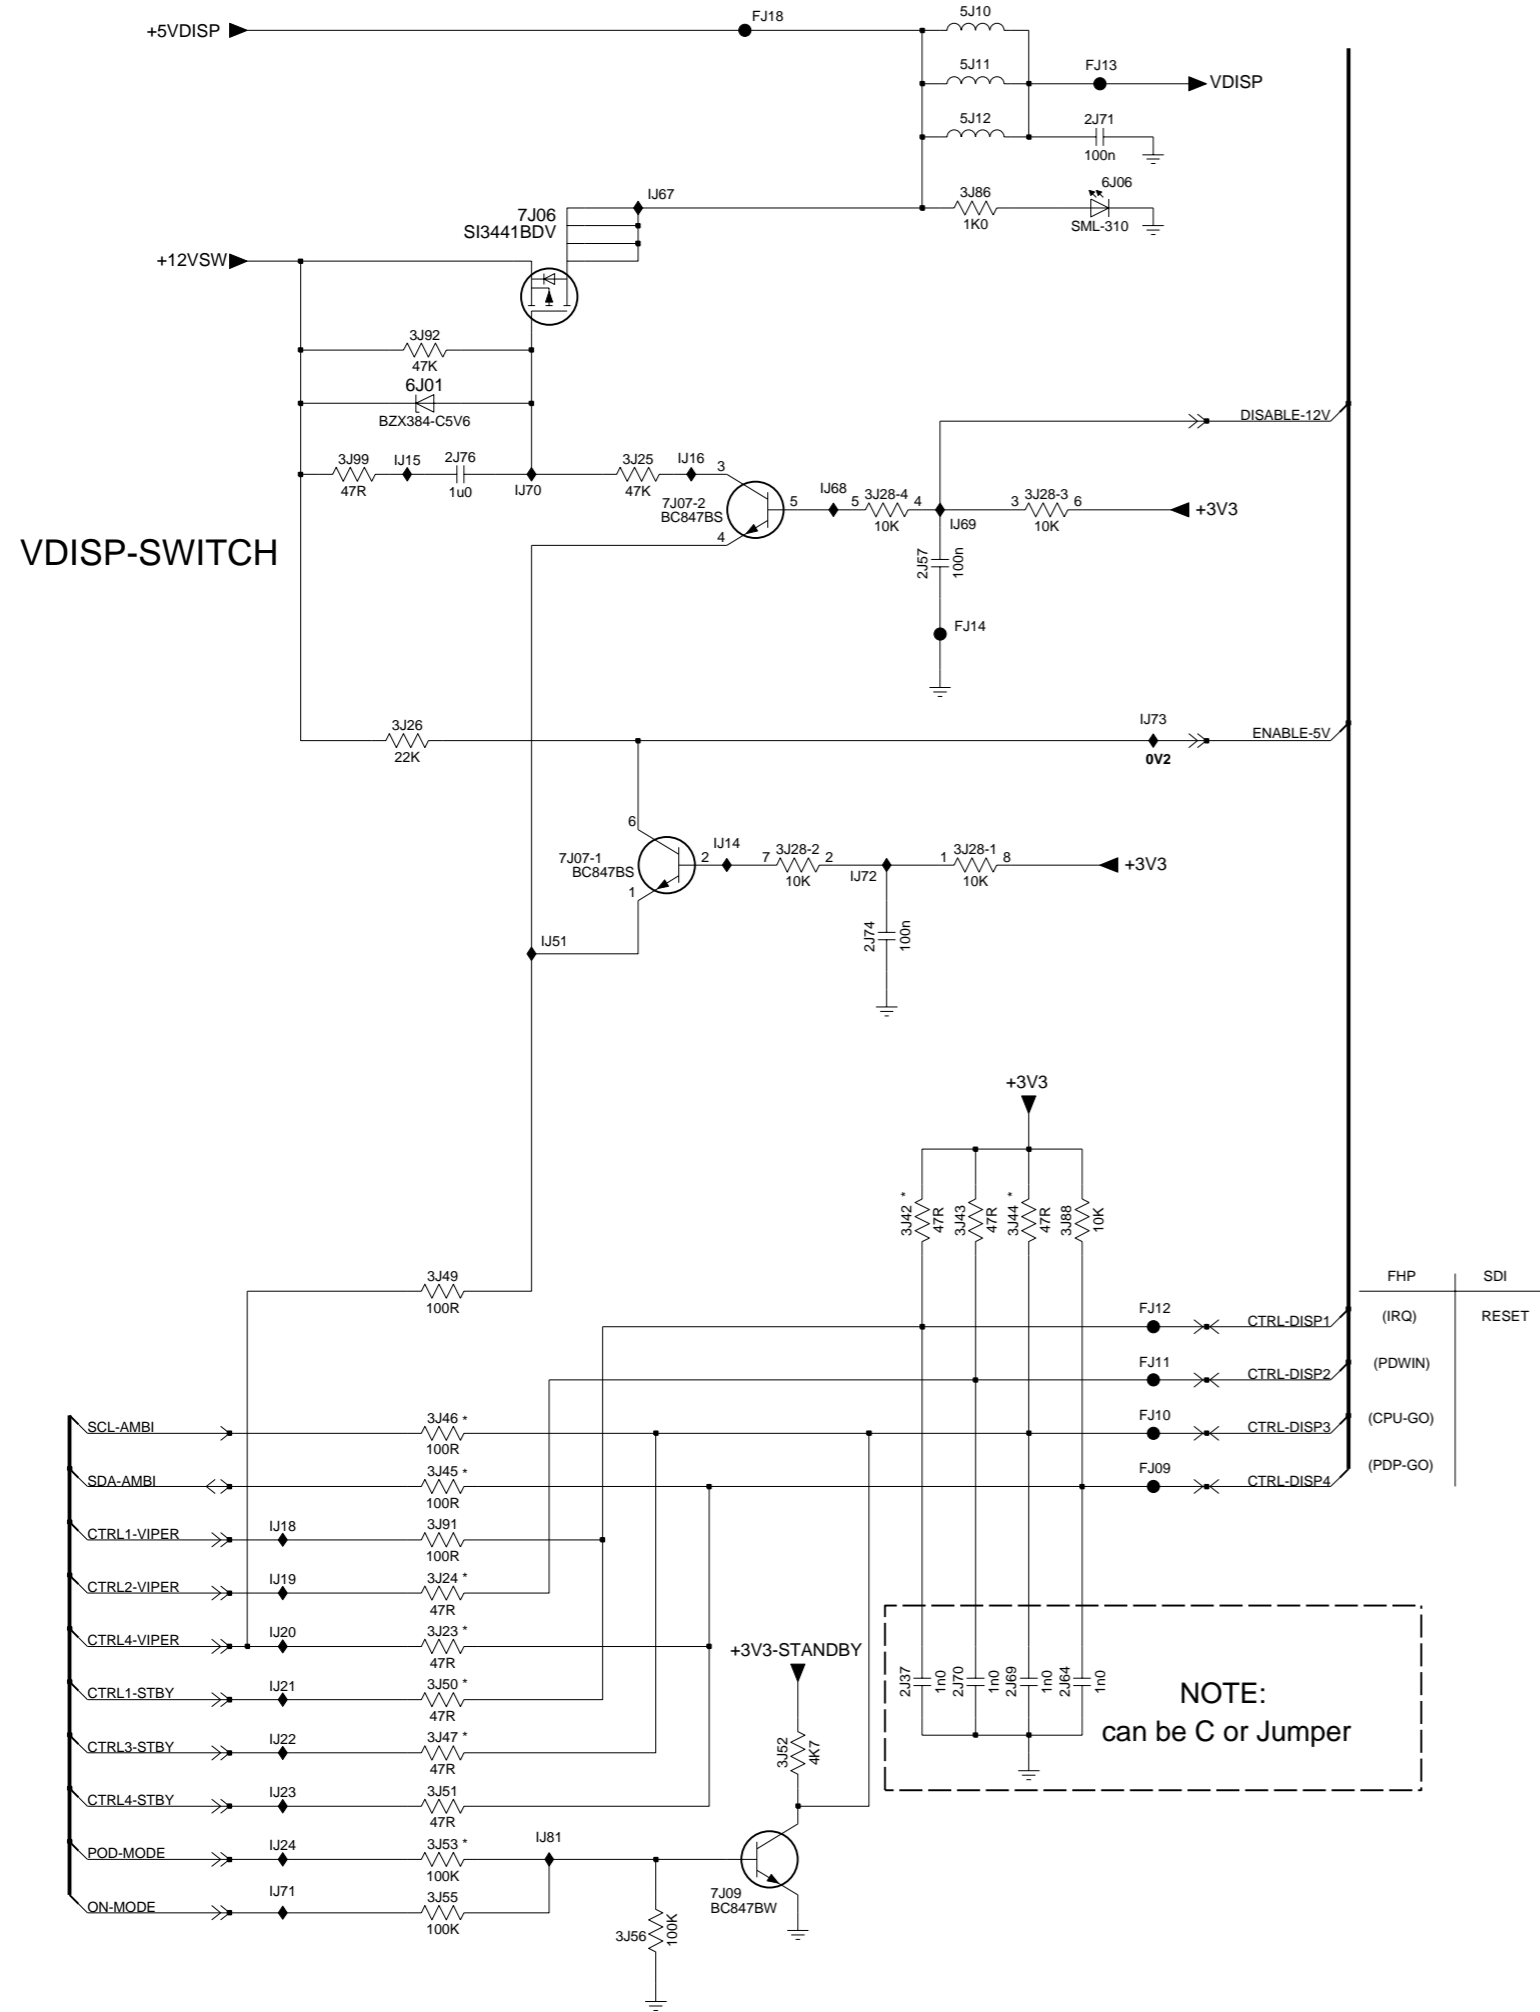 5J10
FJ18
+5VDISP
5J11
FJ13
VDISP
5J12
2J71
100n
IJ67
3J86
6J06
1K0
SML-310
7J06
SI3441BDV
+12VSW
3J92
47K
6J01
BZX384-C5V6
DISABLE-12V
3J99
IJ15
2J76
47R
1u0
IJ70
3J25
IJ16
3
47K
7J07-2
BC847BS
5
4
IJ68
5
3J28-4
4
10K
IJ69
3
3J28-3
6
10K
+3V3
VDISP-SWITCH
2J57
100n
FJ14
3J26
22K
IJ73
0V2
ENABLE-5V
6
7J07-1
BC847BS
2
1
IJ14
7
3J28-2
2
10K
IJ72
1
3J28-1
8
10K
+3V3
2J74
100n
IJ51
+3V3
3J42 *
47R
3J43
47R
3J44 *
47R
3J88
10K
3J49
100R
FHP
SDI
FJ12
CTRL-DISP1
(IRQ)
RESET
FJ11
CTRL-DISP2
(PDWIN)
FJ10
CTRL-DISP3
(CPU-GO)
FJ09
CTRL-DISP4
(PDP-GO)
SCL-AMBI
3J46 *
100R
SDA-AMBI
3J45 *
100R
CTRL1-VIPER
IJ18
3J91
100R
CTRL2-VIPER
IJ19
3J24 *
47R
CTRL4-VIPER
IJ20
3J23 *
47R
CTRL1-STBY
IJ21
3J50 *
47R
CTRL3-STBY
IJ22
3J47 *
47R
CTRL4-STBY
IJ23
3J51
47R
POD-MODE
IJ24
3J53 *
100K
IJ81
ON-MODE
IJ71
3J55
100K
+3V3-STANDBY
3J52
4K7
7J09
BC847BW
3J56
100K
2J37
1n0
2J70
1n0
2J69
1n0
2J64
1n0
NOTE:
can be C or Jumper